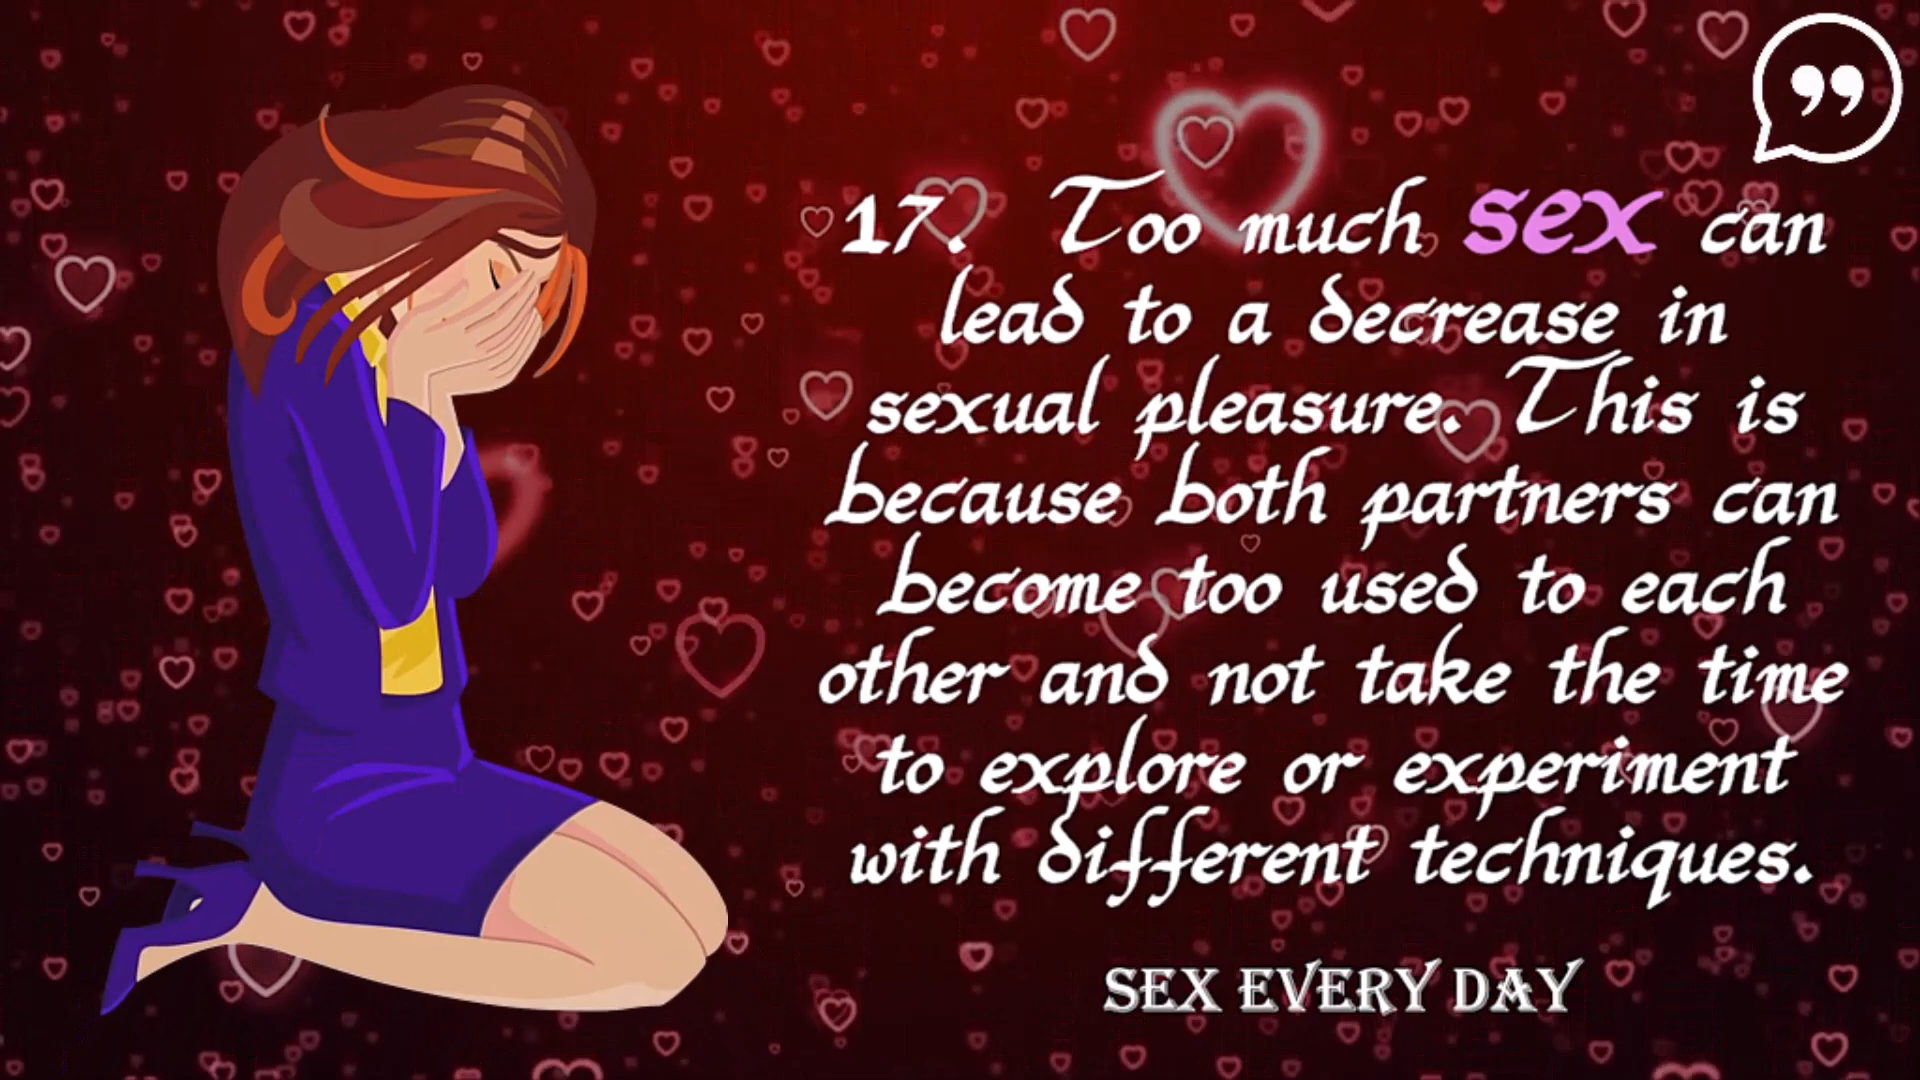 17. Too much sex can
lead to a decrease in
sexual pleasure. This is
because both partners can
become too used to each
other and not take the time
to explore or experiment
with different techniques.
SEX EVERY DAY